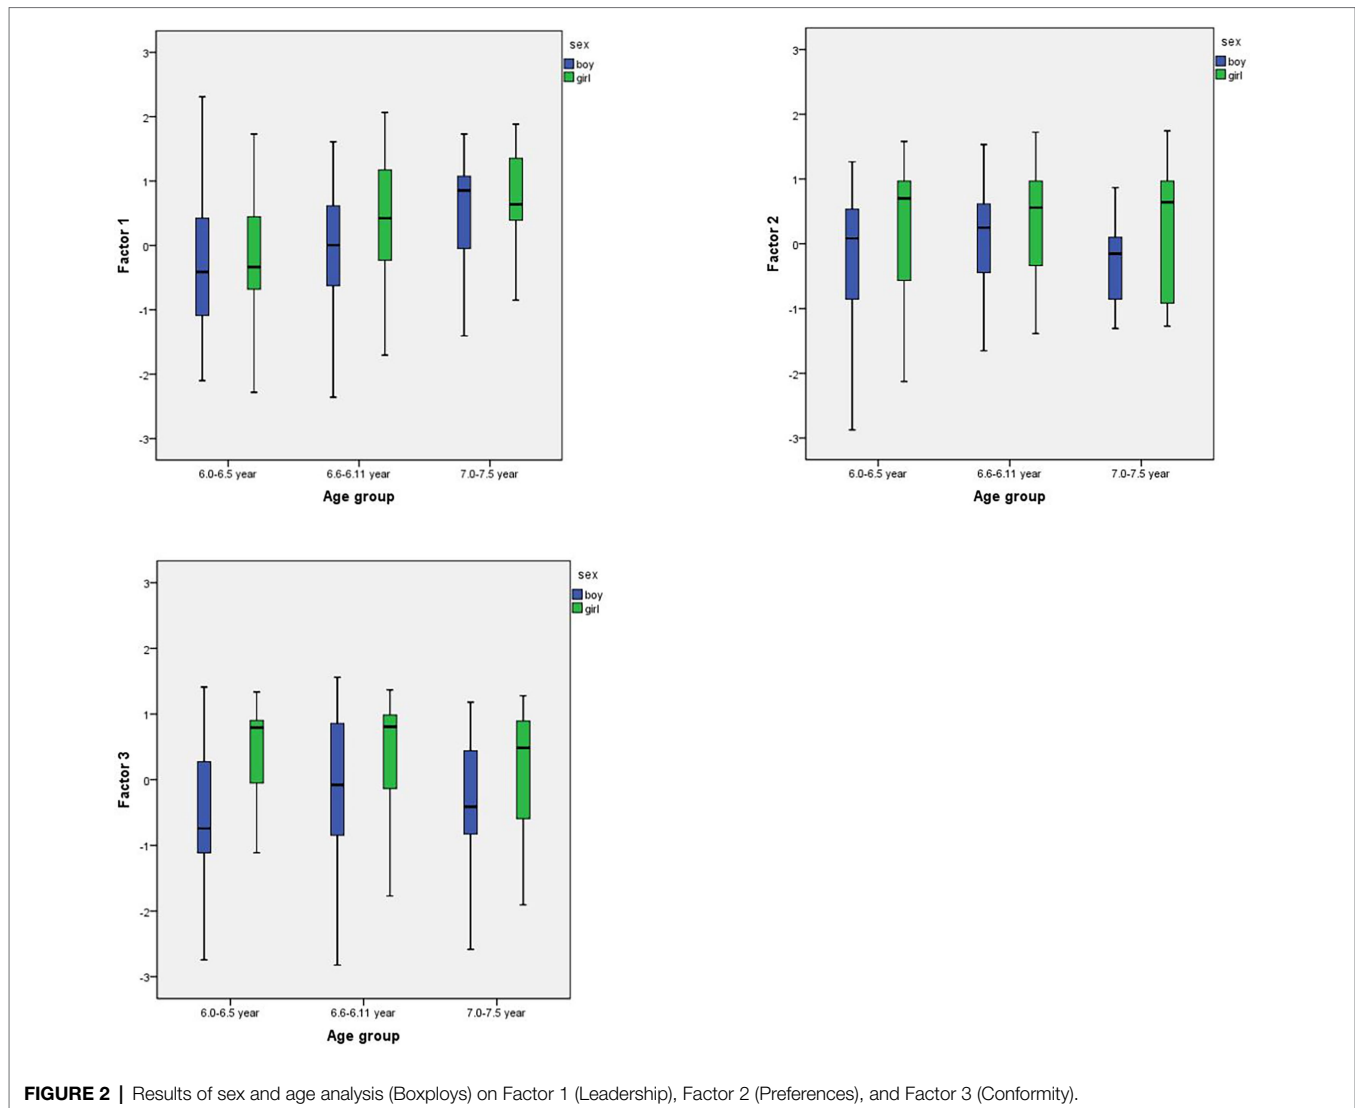 sex
boy
girl
3
2
1
0
-1
-2
-3
Factor 1
6.0-6.5 year
6.6-6.11 year
7.0-7.5 year
Age group
sex
boy
girl
3
2
1
0
-1
-2
-3
Factor 2
6.0-6.5 year
6.6-6.11 year
7.0-7.5 year
Age group
sex
boy
girl
3
2
1
0
-1
-2
-3
Factor 3
6.0-6.5 year
6.6-6.11 year
7.0-7.5 year
Age group
FIGURE 2 | Results of sex and age analysis (Boxploys) on Factor 1 (Leadership), Factor 2 (Preferences), and Factor 3 (Conformity).